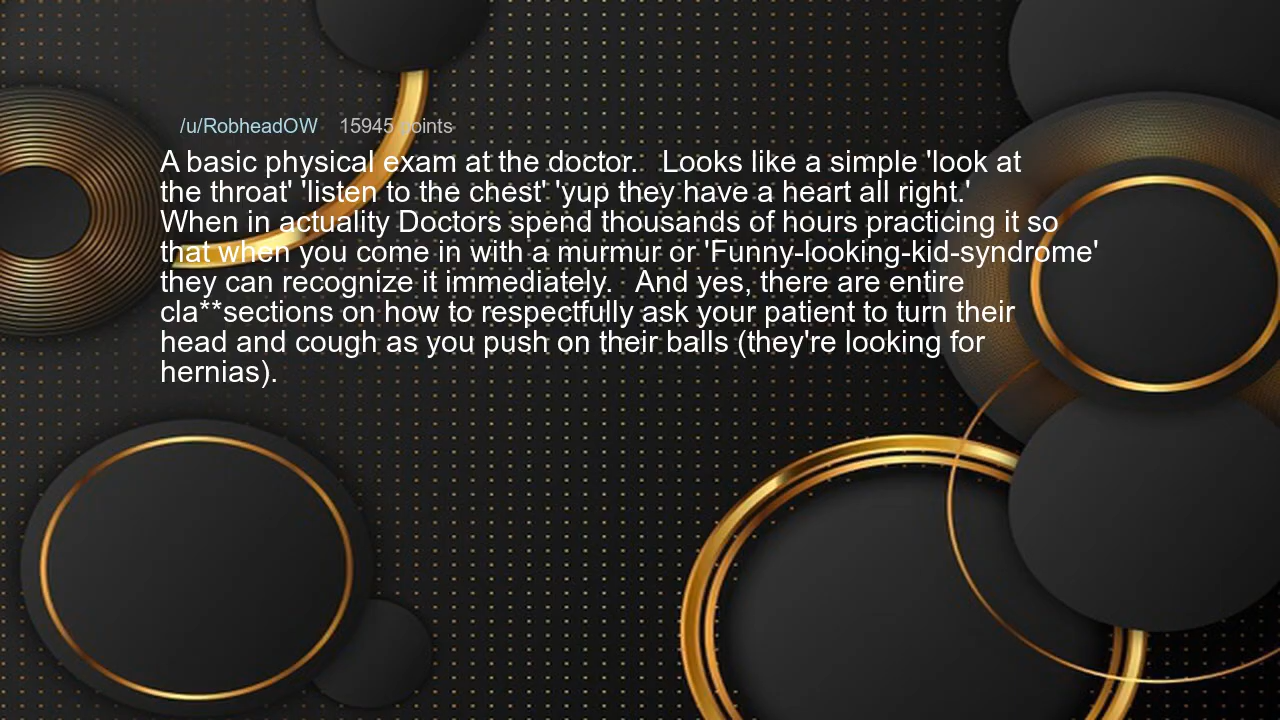 /u/RobheadOW 15945 points
A basic physical exam at the doctor.   Looks like a simple 'look at
the throat' 'listen to the chest' 'yup they have a heart all right.'
When in actuality Doctors spend thousands of hours practicing it so
that when you come in with a murmur or 'Funny-looking-kid-syndrome'
they can recognize it immediately.   And yes, there are entire
cla**sections on how to respectfully ask your patient to turn their
head and cough as you push on their balls (they're looking for
hernias).